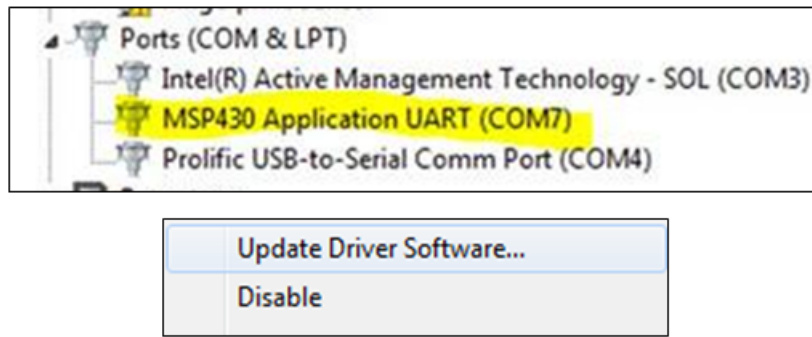 Ports (COM & LPT)
Intel(R) Active Management Technology - SOL (COM3)
MSP430 Application UART (COM7)
Prolific USB-to-Serial Comm Port (COM4)
Update Driver Software...
Disable